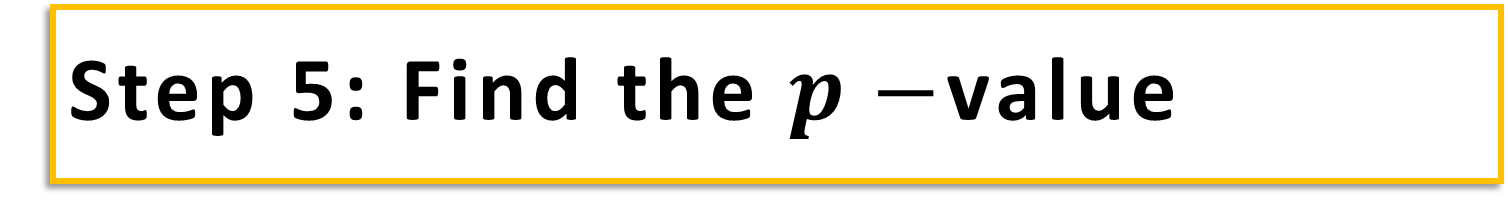 Step 5: Find the p −value